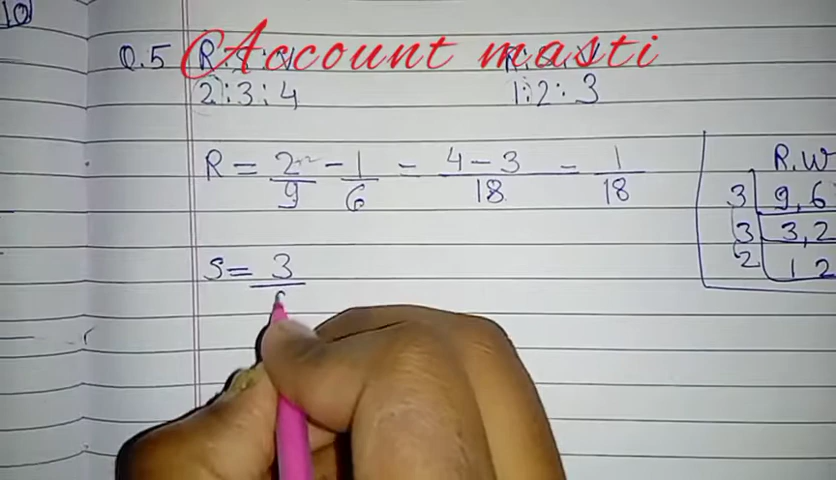 10
Q.5 Account masti
2:3:4 1:2:3
R = 2/9 - 1/6 = 4-3/18 = 1/18
R.W
3 | 9, 6
3 | 3, 2
2 | 1 2
S = 3